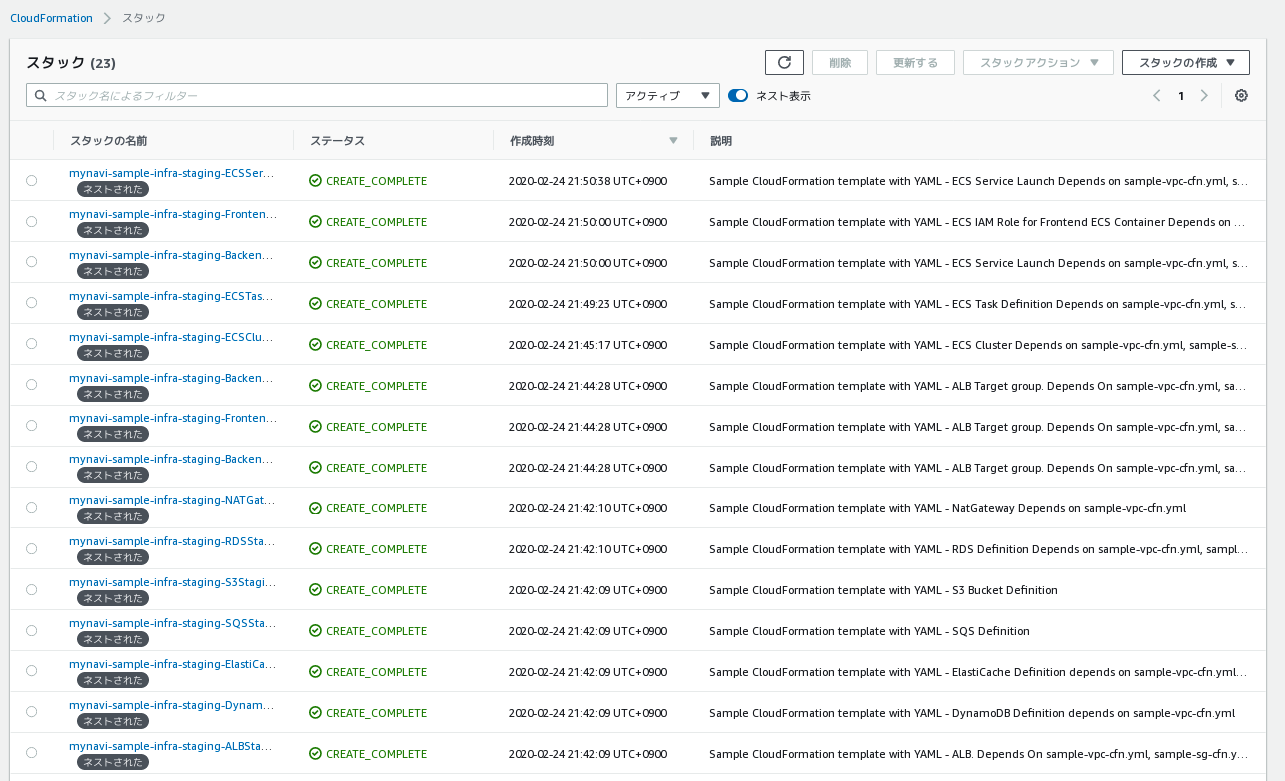 CloudFormation > スタック
スタック (23)
削除
更新する
スタックアクション
スタックの作成
スタック名によるフィルター
アクティブ
ネスト表示
1
スタックの名前 ステータス 作成時刻 説明
mynavi-sample-infra-staging-ECSSer… CREATE_COMPLETE 2020-02-24 21:50:38 UTC+0900 Sample CloudFormation template with YAML - ECS Service Launch Depends on sample-vpc-cfn.yml, s…
ネストされた
mynavi-sample-infra-staging-Fronten… CREATE_COMPLETE 2020-02-24 21:50:00 UTC+0900 Sample CloudFormation template with YAML - ECS IAM Role for Frontend ECS Container Depends on …
ネストされた
mynavi-sample-infra-staging-Backen… CREATE_COMPLETE 2020-02-24 21:50:00 UTC+0900 Sample CloudFormation template with YAML - ECS Service Launch Depends on sample-vpc-cfn.yml, s…
ネストされた
mynavi-sample-infra-staging-ECSTas… CREATE_COMPLETE 2020-02-24 21:49:23 UTC+0900 Sample CloudFormation template with YAML - ECS Task Definition Depends on sample-vpc-cfn.yml, s…
ネストされた
mynavi-sample-infra-staging-ECSClu… CREATE_COMPLETE 2020-02-24 21:45:17 UTC+0900 Sample CloudFormation template with YAML - ECS Cluster Depends on sample-vpc-cfn.yml, sample-s…
ネストされた
mynavi-sample-infra-staging-Backen… CREATE_COMPLETE 2020-02-24 21:44:28 UTC+0900 Sample CloudFormation template with YAML - ALB Target group. Depends On sample-vpc-cfn.yml, sa…
ネストされた
mynavi-sample-infra-staging-Fronten… CREATE_COMPLETE 2020-02-24 21:44:28 UTC+0900 Sample CloudFormation template with YAML - ALB Target group. Depends On sample-vpc-cfn.yml, sa…
ネストされた
mynavi-sample-infra-staging-Backen… CREATE_COMPLETE 2020-02-24 21:44:28 UTC+0900 Sample CloudFormation template with YAML - ALB Target group. Depends On sample-vpc-cfn.yml, sa…
ネストされた
mynavi-sample-infra-staging-NATGat… CREATE_COMPLETE 2020-02-24 21:42:10 UTC+0900 Sample CloudFormation template with YAML - NatGateway Depends on sample-vpc-cfn.yml
ネストされた
mynavi-sample-infra-staging-RDSSta… CREATE_COMPLETE 2020-02-24 21:42:10 UTC+0900 Sample CloudFormation template with YAML - RDS Definition Depends on sample-vpc-cfn.yml, sampl…
ネストされた
mynavi-sample-infra-staging-S3Stagi… CREATE_COMPLETE 2020-02-24 21:42:09 UTC+0900 Sample CloudFormation template with YAML - S3 Bucket Definition
ネストされた
mynavi-sample-infra-staging-SQSSta… CREATE_COMPLETE 2020-02-24 21:42:09 UTC+0900 Sample CloudFormation template with YAML - SQS Definition
ネストされた
mynavi-sample-infra-staging-ElastiCa… CREATE_COMPLETE 2020-02-24 21:42:09 UTC+0900 Sample CloudFormation template with YAML - ElastiCache Definition depends on sample-vpc-cfn.yml…
ネストされた
mynavi-sample-infra-staging-Dynam… CREATE_COMPLETE 2020-02-24 21:42:09 UTC+0900 Sample CloudFormation template with YAML - DynamoDB Definition depends on sample-vpc-cfn.yml
ネストされた
mynavi-sample-infra-staging-ALBSta… CREATE_COMPLETE 2020-02-24 21:42:09 UTC+0900 Sample CloudFormation template with YAML - ALB. Depends On sample-vpc-cfn.yml, sample-sg-cfn.y…
ネストされた